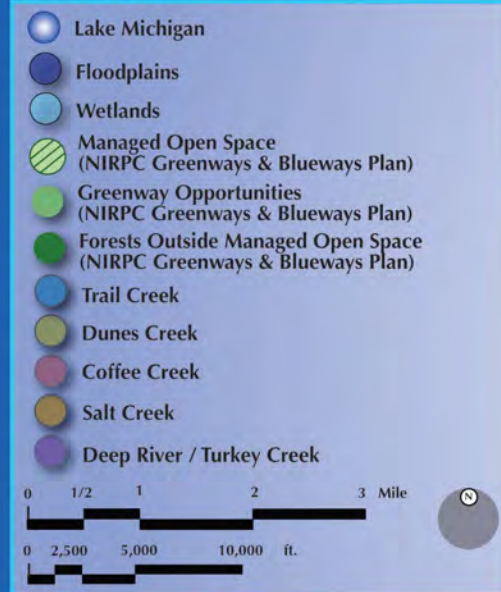 Lake Michigan
Floodplains
Wetlands
Managed Open Space
(NIRPC Greenways & Blueways Plan)
Greenway Opportunities
(NIRPC Greenways & Blueways Plan)
Forests Outside Managed Open Space
(NIRPC Greenways & Blueways Plan)
Trail Creek
Dunes Creek
Coffee Creek
Salt Creek
Deep River / Turkey Creek
0 1/2 1 2 3 Mile
N
0 2,500 5,000 10,000 ft.